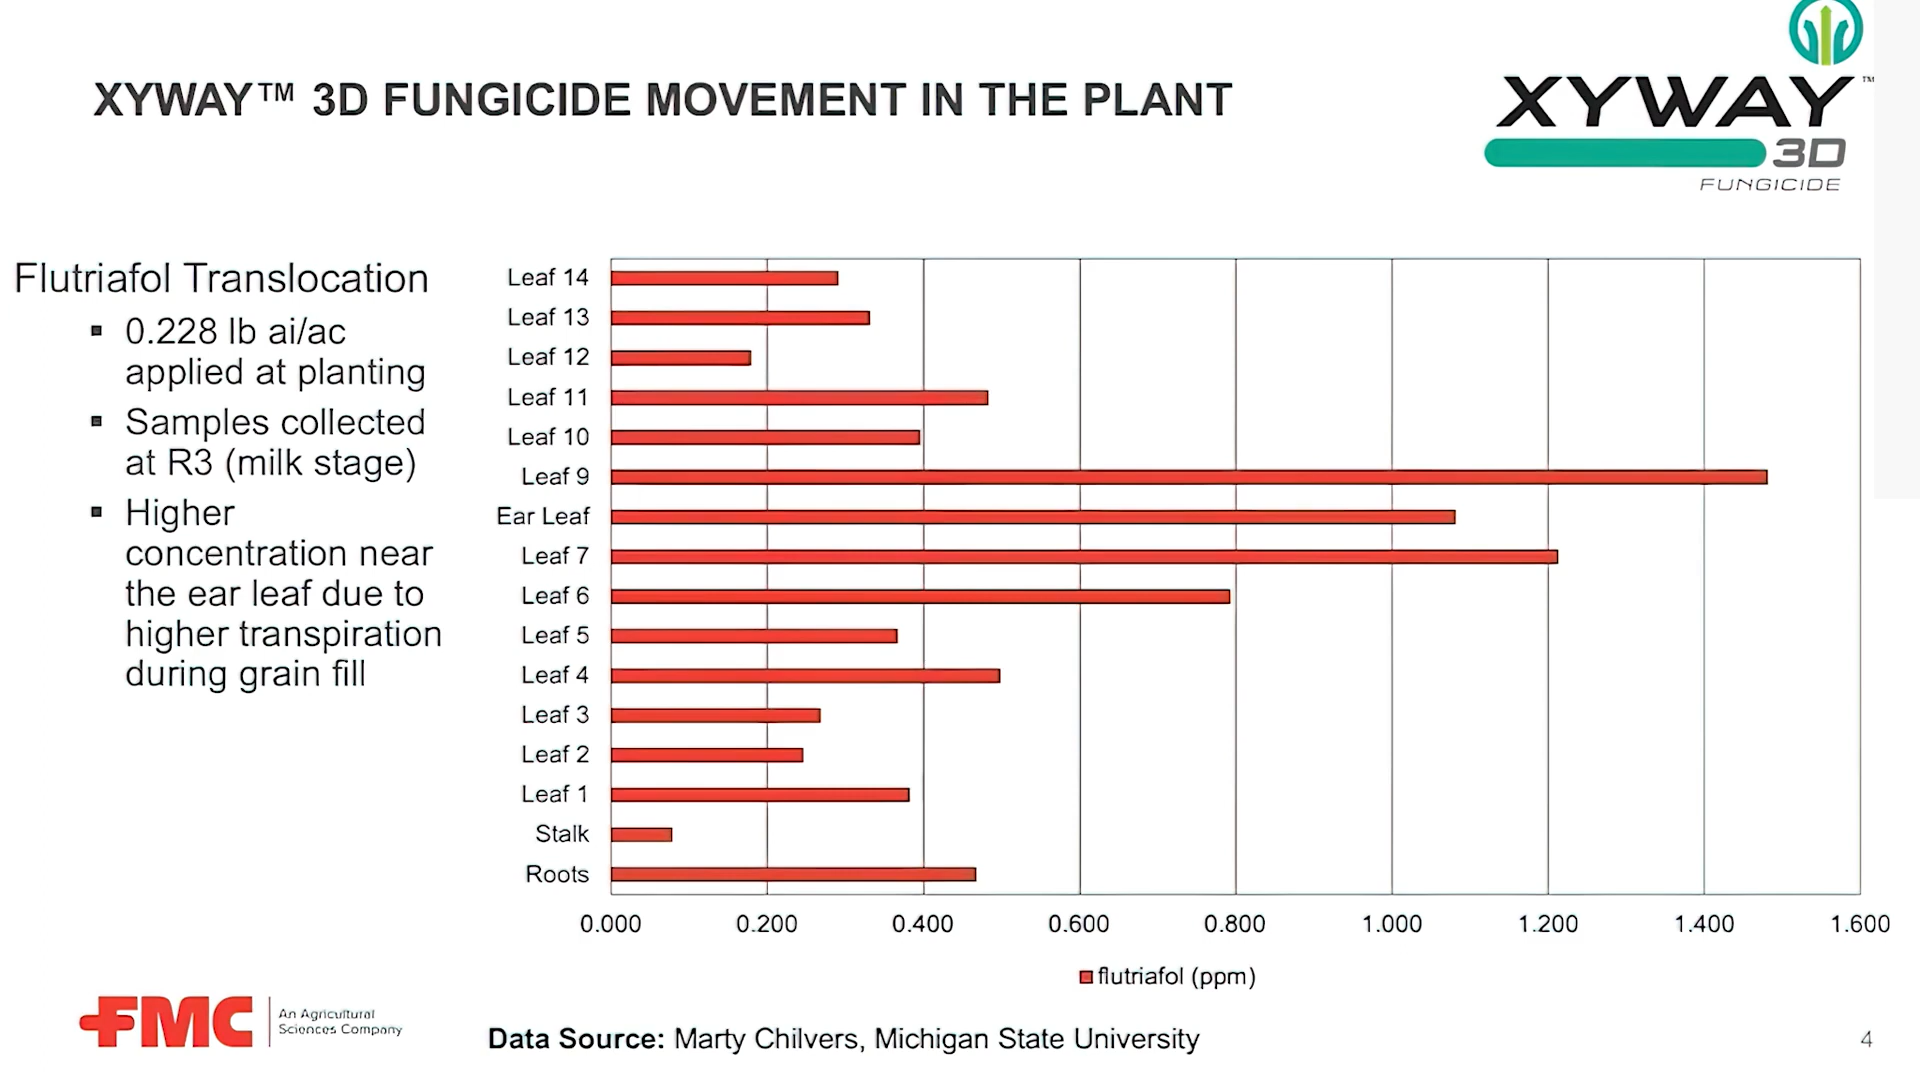 XYWAY™ 3D FUNGICIDE MOVEMENT IN THE PLANT
XYWAY™
3D
FUNGICIDE
Flutriafol Translocation
▪ 0.228 lb ai/ac
applied at planting
▪ Samples collected
at R3 (milk stage)
▪ Higher
concentration near
the ear leaf due to
higher transpiration
during grain fill
Leaf 14
Leaf 13
Leaf 12
Leaf 11
Leaf 10
Leaf 9
Ear Leaf
Leaf 7
Leaf 6
Leaf 5
Leaf 4
Leaf 3
Leaf 2
Leaf 1
Stalk
Roots
0.000 0.200 0.400 0.600 0.800 1.000 1.200 1.400 1.600
flutriafol (ppm)
FMC
An Agricultural
Sciences Company
Data Source: Marty Chilvers, Michigan State University
4